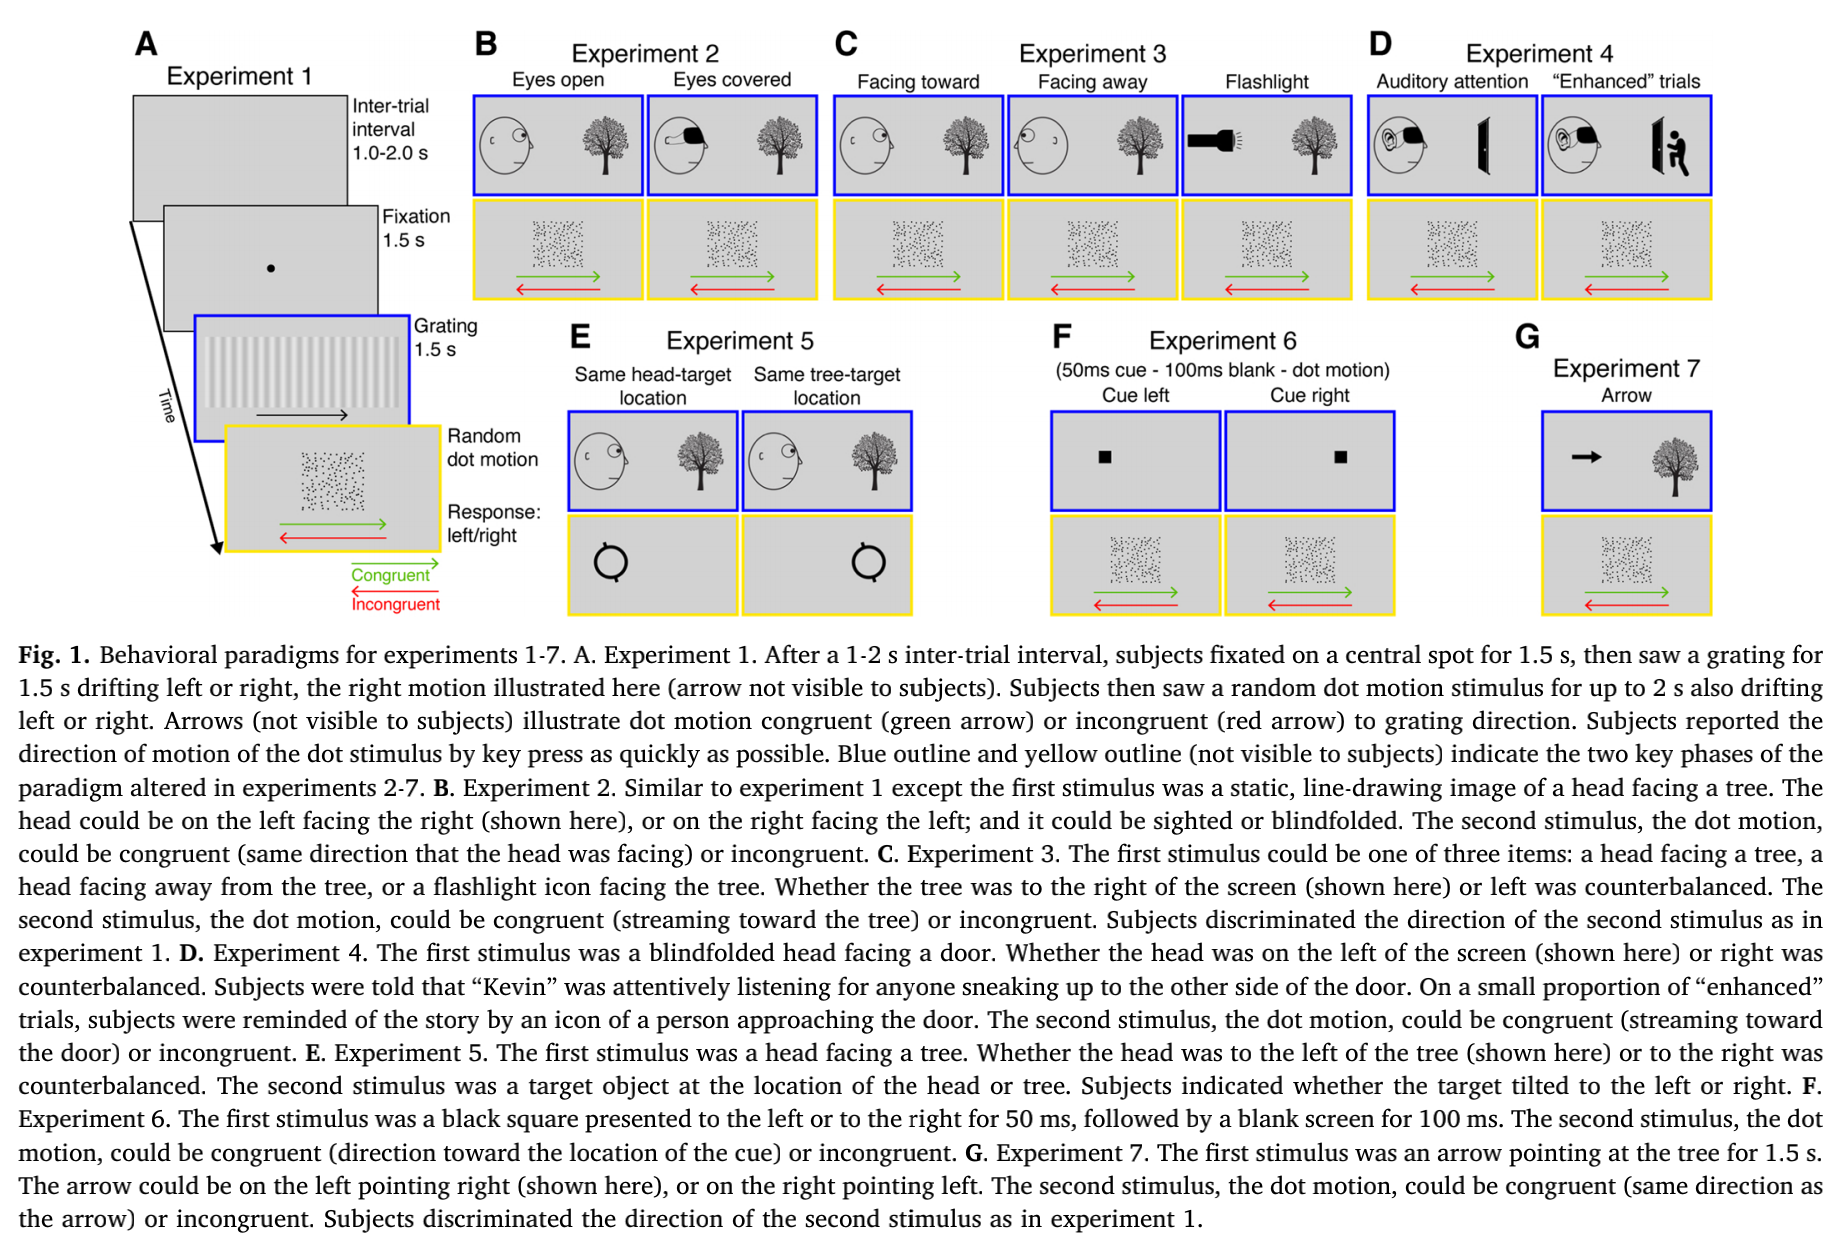 A
Experiment 1
Inter-trial
interval
1.0-2.0 s
Fixation
1.5 s
Grating
1.5 s
Time
Random
dot motion
Response:
left/right
Congruent
Incongruent
B
Experiment 2
Eyes open
Eyes covered
C
Experiment 3
Facing toward
Facing away
Flashlight
D
Experiment 4
Auditory attention
“Enhanced” trials
E
Experiment 5
Same head-target
location
Same tree-target
location
F
Experiment 6
(50ms cue - 100ms blank - dot motion)
Cue left
Cue right
G
Experiment 7
Arrow
Fig. 1. Behavioral paradigms for experiments 1-7. A. Experiment 1. After a 1-2 s inter-trial interval, subjects fixated on a central spot for 1.5 s, then saw a grating for
1.5 s drifting left or right, the right motion illustrated here (arrow not visible to subjects). Subjects then saw a random dot motion stimulus for up to 2 s also drifting
left or right. Arrows (not visible to subjects) illustrate dot motion congruent (green arrow) or incongruent (red arrow) to grating direction. Subjects reported the
direction of motion of the dot stimulus by key press as quickly as possible. Blue outline and yellow outline (not visible to subjects) indicate the two key phases of the
paradigm altered in experiments 2-7. B. Experiment 2. Similar to experiment 1 except the first stimulus was a static, line-drawing image of a head facing a tree. The
head could be on the left facing the right (shown here), or on the right facing the left; and it could be sighted or blindfolded. The second stimulus, the dot motion,
could be congruent (same direction that the head was facing) or incongruent. C. Experiment 3. The first stimulus could be one of three items: a head facing a tree, a
head facing away from the tree, or a flashlight icon facing the tree. Whether the tree was to the right of the screen (shown here) or left was counterbalanced. The
second stimulus, the dot motion, could be congruent (streaming toward the tree) or incongruent. Subjects discriminated the direction of the second stimulus as in
experiment 1. D. Experiment 4. The first stimulus was a blindfolded head facing a door. Whether the head was on the left of the screen (shown here) or right was
counterbalanced. Subjects were told that “Kevin” was attentively listening for anyone sneaking up to the other side of the door. On a small proportion of “enhanced”
trials, subjects were reminded of the story by an icon of a person approaching the door. The second stimulus, the dot motion, could be congruent (streaming toward
the door) or incongruent. E. Experiment 5. The first stimulus was a head facing a tree. Whether the head was to the left of the tree (shown here) or to the right was
counterbalanced. The second stimulus was a target object at the location of the head or tree. Subjects indicated whether the target tilted to the left or right. F.
Experiment 6. The first stimulus was a black square presented to the left or to the right for 50 ms, followed by a blank screen for 100 ms. The second stimulus, the dot
motion, could be congruent (direction toward the location of the cue) or incongruent. G. Experiment 7. The first stimulus was an arrow pointing at the tree for 1.5 s.
The arrow could be on the left pointing right (shown here), or on the right pointing left. The second stimulus, the dot motion, could be congruent (same direction as
the arrow) or incongruent. Subjects discriminated the direction of the second stimulus as in experiment 1.